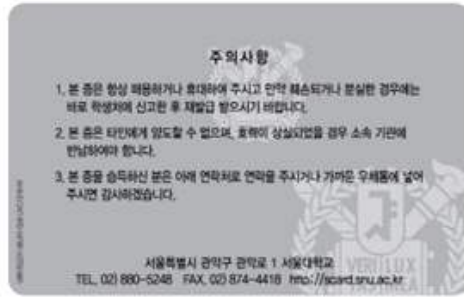 주의사항
1. 본 증은 항상 패용하거나 휴대하여 주시고 만약 훼손되거나 분실한 경우에는
바로 학생처에 신고한 후 재발급 받으시기 바랍니다.
2. 본 증은 타인에게 양도할 수 없으며, 효력이 상실되었을 경우 소속 기관에
반납하여야 합니다.
3. 본 증을 습득하신 분은 아래 연락처로 연락을 주시거나 가까운 우체통에 넣어
주시면 감사하겠습니다.
서울특별시 관악구 관악로 1 서울대학교
TEL. 02) 880-5248 FAX. 02) 874-4418 http://scard.snu.ac.kr
VERI LUX